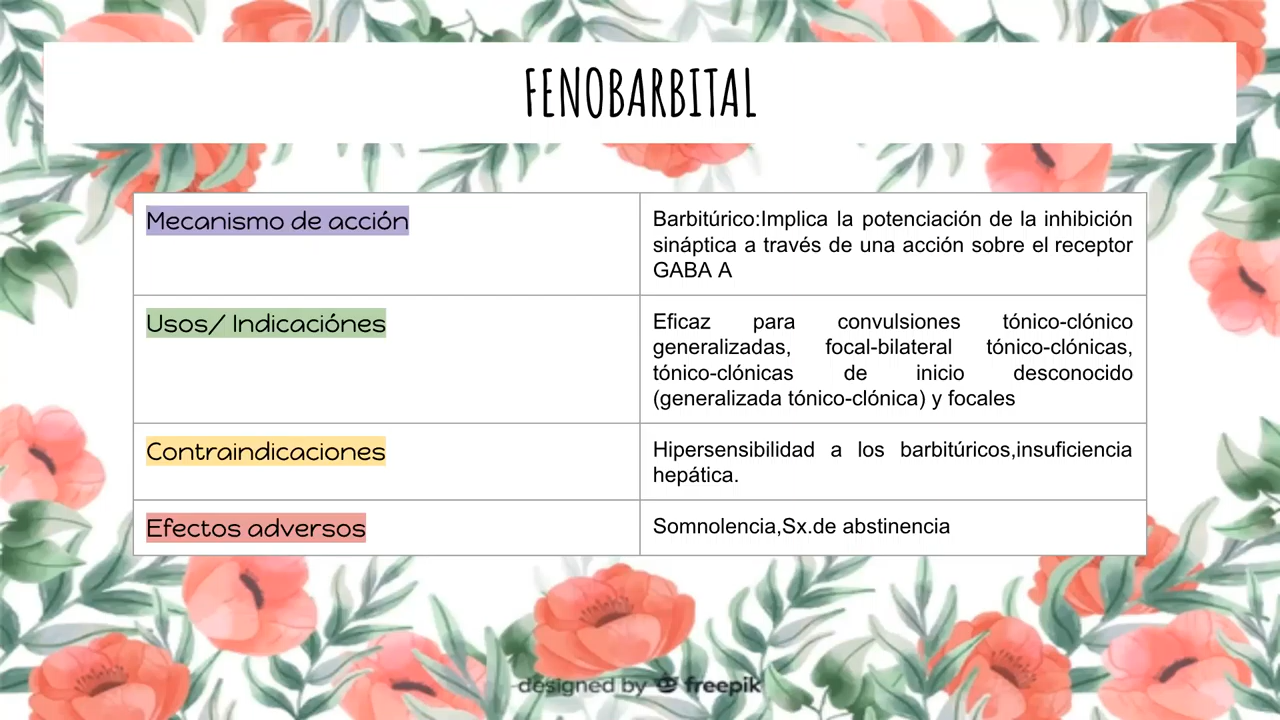 FENOBARBITAL
Mecanismo de acción
Barbitúrico:Implica la potenciación de la inhibición
sináptica a través de una acción sobre el receptor
GABA A
Usos/ Indicaciónes
Eficaz para convulsiones tónico-clónico
generalizadas, focal-bilateral tónico-clónicas,
tónico-clónicas de inicio desconocido
(generalizada tónico-clónica) y focales
Contraindicaciones
Hipersensibilidad a los barbitúricos,insuficiencia
hepática.
Efectos adversos
Somnolencia,Sx.de abstinencia
designed by freepik